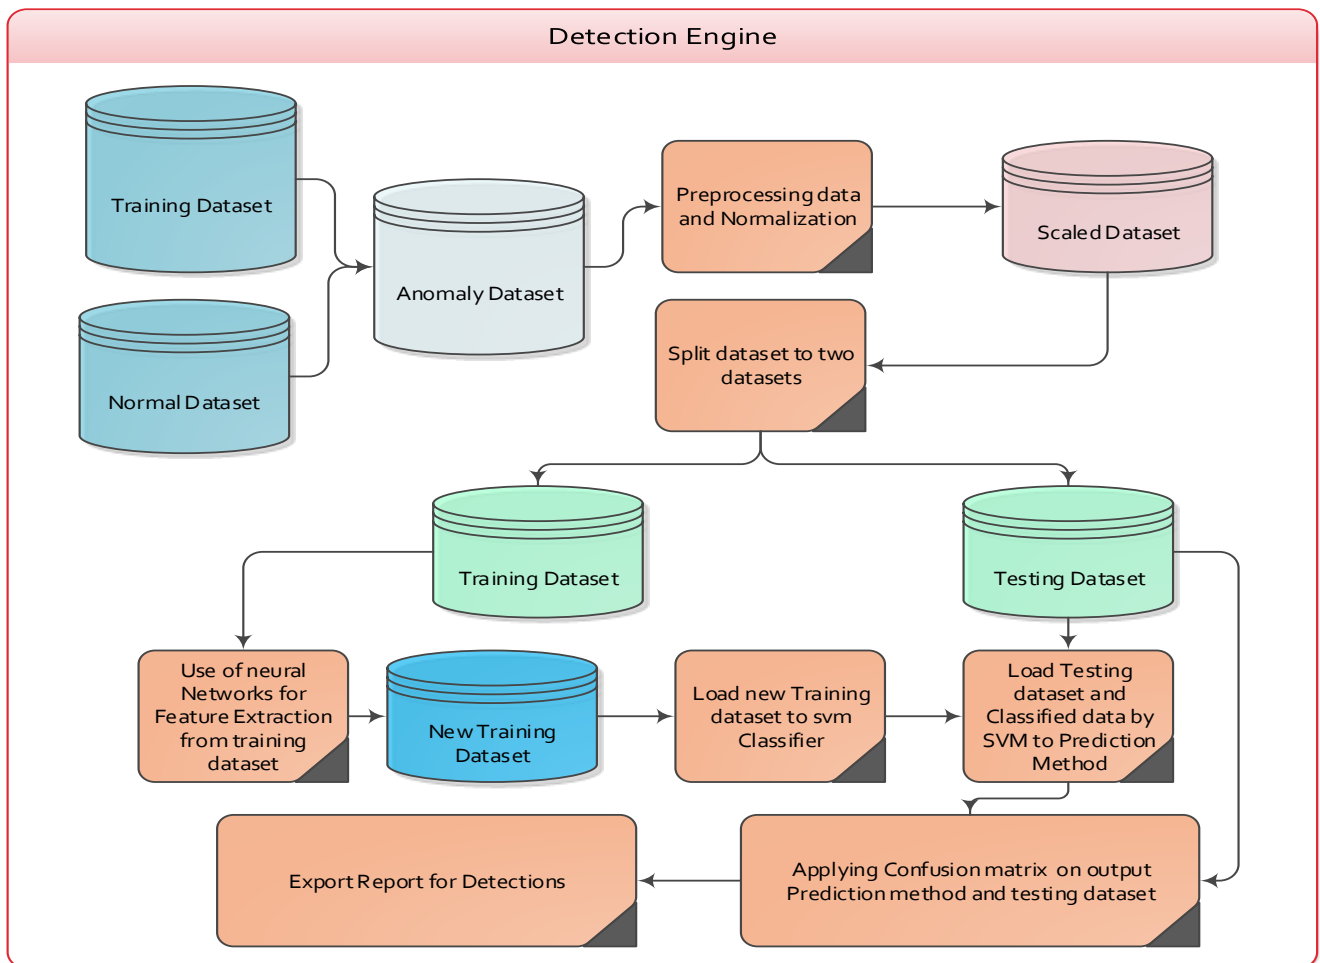 Detection Engine
Training Dataset
Normal Dataset
Anomaly Dataset
Preprocessing data
and Normalization
Scaled Dataset
Split dataset to two
datasets
Training Dataset
Testing Dataset
Use of neural
Networks for
Feature Extraction
from training
dataset
New Training
Dataset
Load new Training
dataset to svm
Classifier
Load Testing
dataset and
Classified data by
SVM to Prediction
Method
Export Report for Detections
Applying Confusion matrix on output
Prediction method and testing dataset